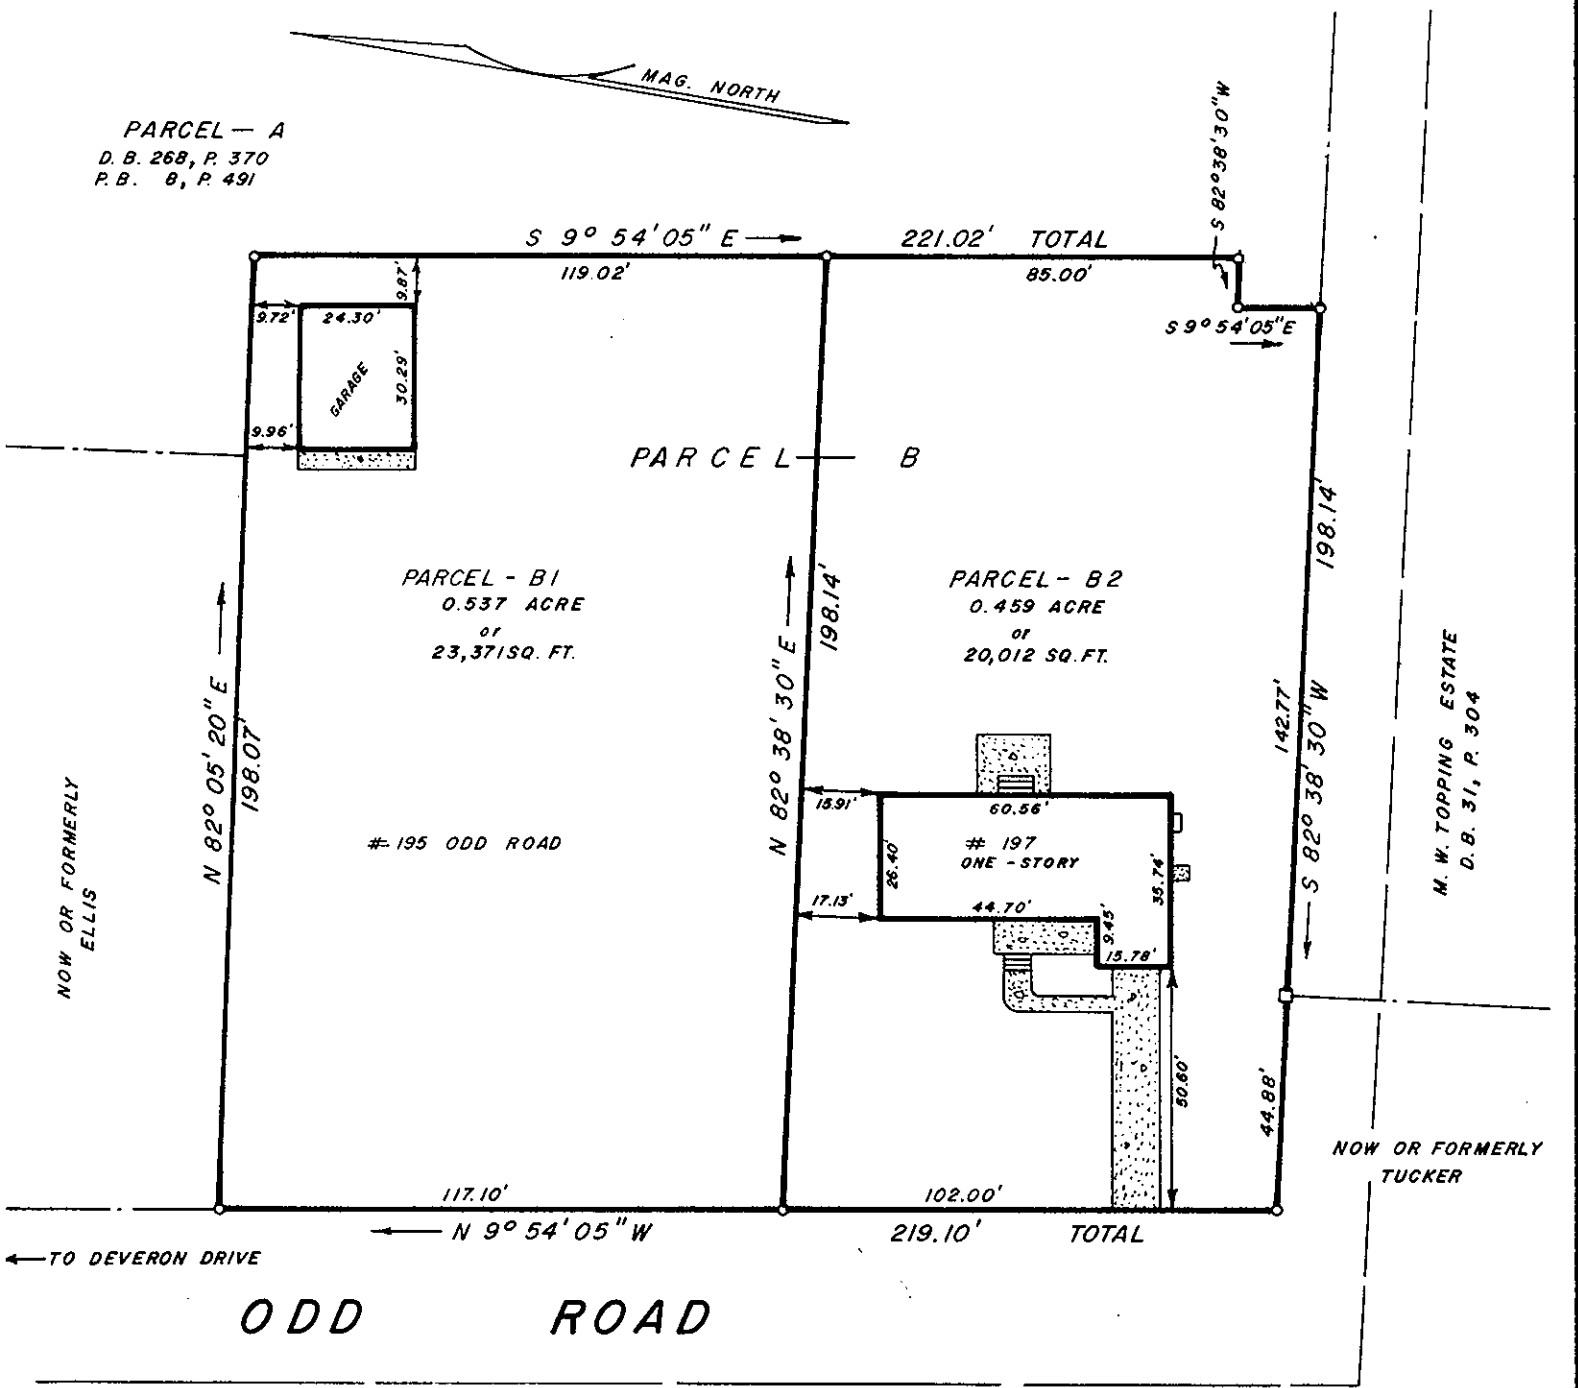 MAG. NORTH
PARCEL — A
D. B. 268, P. 370
P. B. 8, P. 491
S 82°38'30" W
S 9° 54' 05" E
221.02' TOTAL
119.02'
85.00'
9.87'
9.72'
24.30'
S 9° 54' 05" E
GARAGE
30.29'
9.96'
PARCEL — B
198.14'
PARCEL - B1
0.537 ACRE
or
23,371 SQ. FT.
PARCEL - B2
0.459 ACRE
or
20,012 SQ. FT.
N 82° 05' 20" E
198.07'
N 82° 38' 30" E
198.14'
142.77'
S 82° 38' 30" W
M. W. TOPPING ESTATE
D. B. 31, P. 304
NOW OR FORMERLY
ELLIS
# 195 ODD ROAD
15.91'
60.56'
26.40'
# 197
ONE - STORY
35.74'
17.13'
44.70'
9.45'
15.78'
50.60'
44.88'
NOW OR FORMERLY
TUCKER
117.10'
102.00'
N 9° 54' 05" W
219.10' TOTAL
TO DEVERON DRIVE
ODD ROAD